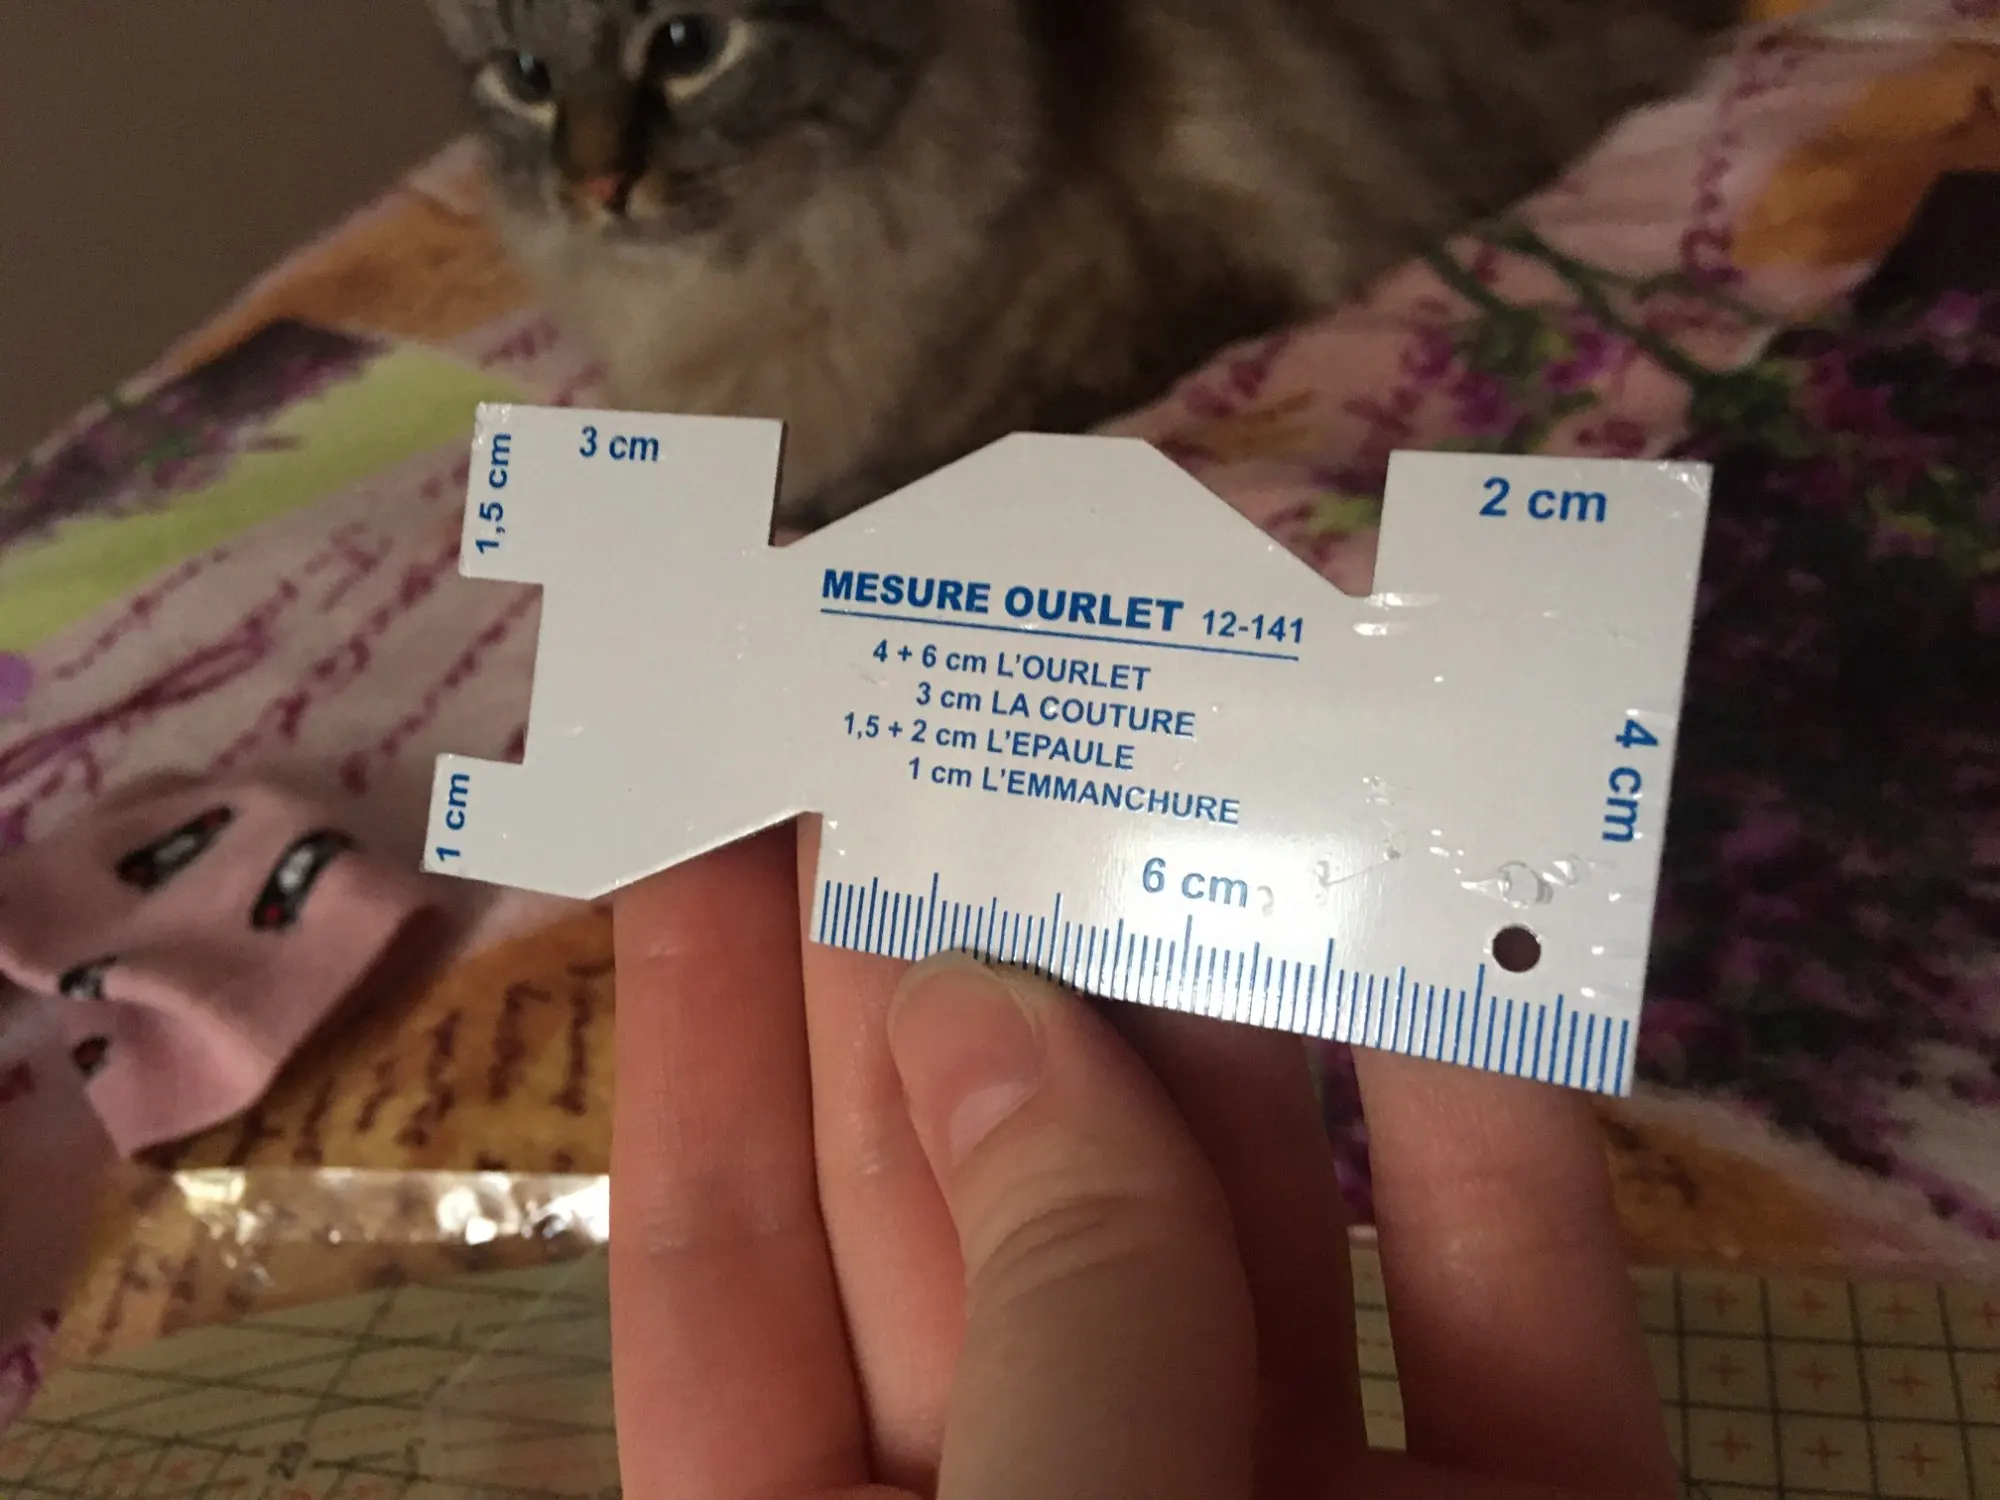 3 cm
1,5 cm
2 cm
MESURE OURLET 12-141
4 + 6 cm L'OURLET
3 cm LA COUTURE
1,5 + 2 cm L'EPAULE
1 cm L'EMMANCHURE
4 cm
1 cm
6 cm